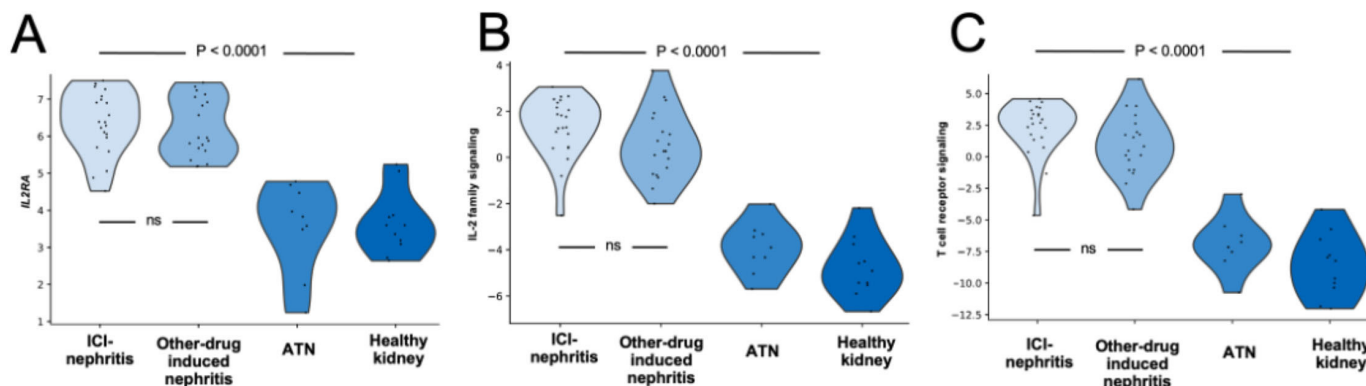 A
P < 0.0001
IL2RA
7
6
5
4
3
2
1
ns
ICI-
nephritis
Other-drug
induced
nephritis
ATN
Healthy
kidney
B
P < 0.0001
IL-2 family signaling
4
2
0
−2
−4
−6
ns
ICI-
nephritis
Other-drug
induced
nephritis
ATN
Healthy
kidney
C
P < 0.0001
T cell receptor signaling
5.0
2.5
0.0
−2.5
−5.0
−7.5
−10.0
−12.5
ns
ICI-
nephritis
Other-drug
induced
nephritis
ATN
Healthy
kidney